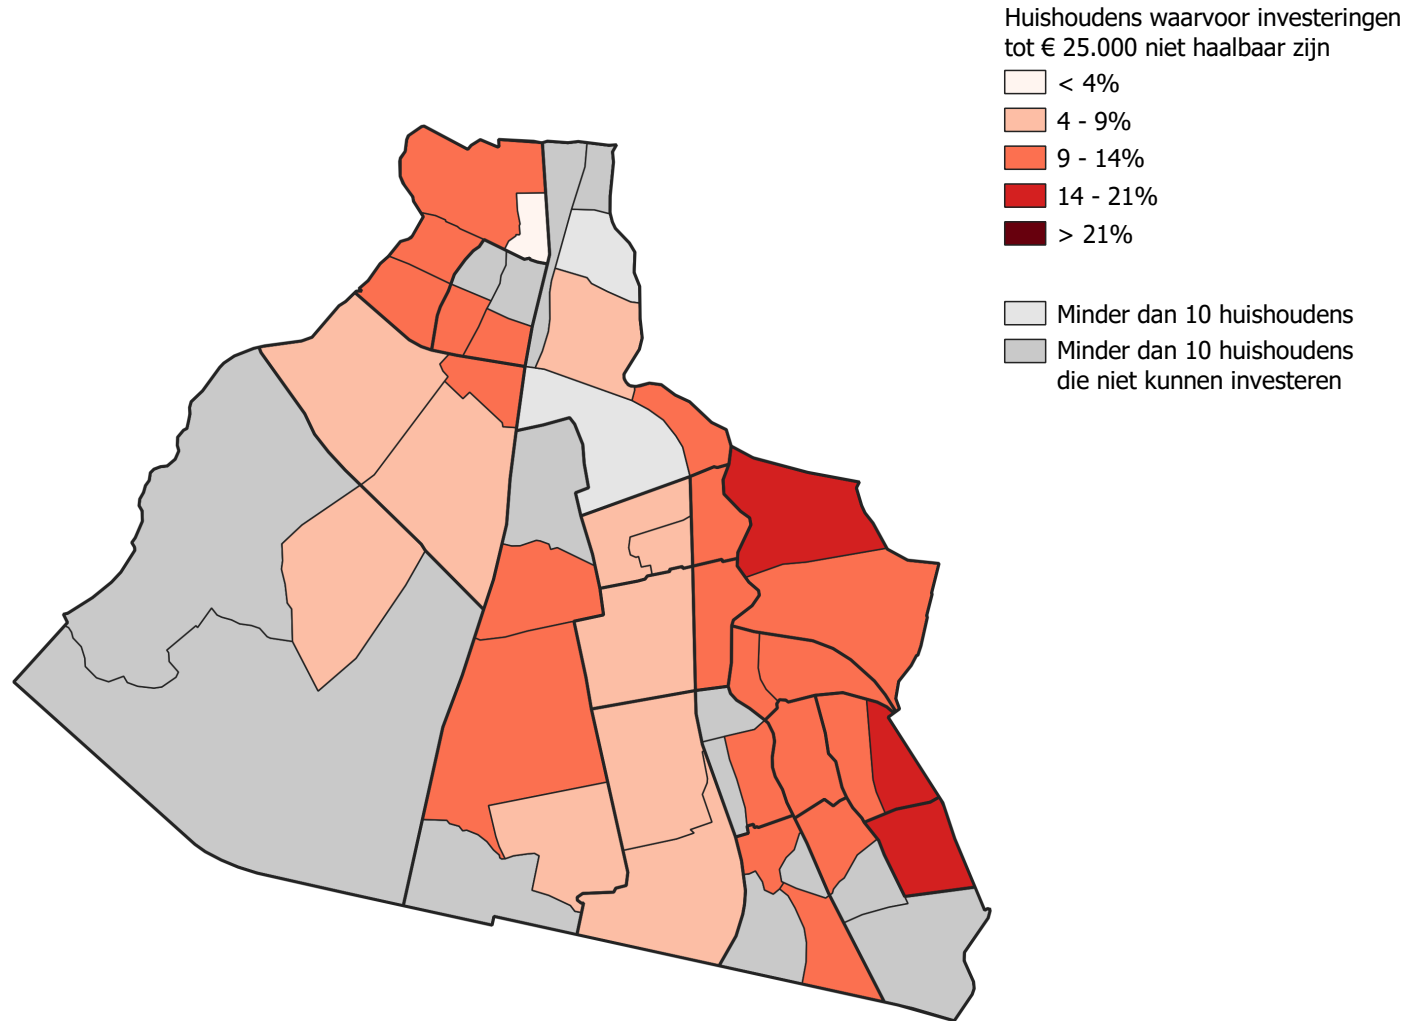 Huishoudens waarvoor investeringen
tot € 25.000 niet haalbaar zijn
< 4%
4 - 9%
9 - 14%
14 - 21%
> 21%
Minder dan 10 huishoudens
Minder dan 10 huishoudens
die niet kunnen investeren